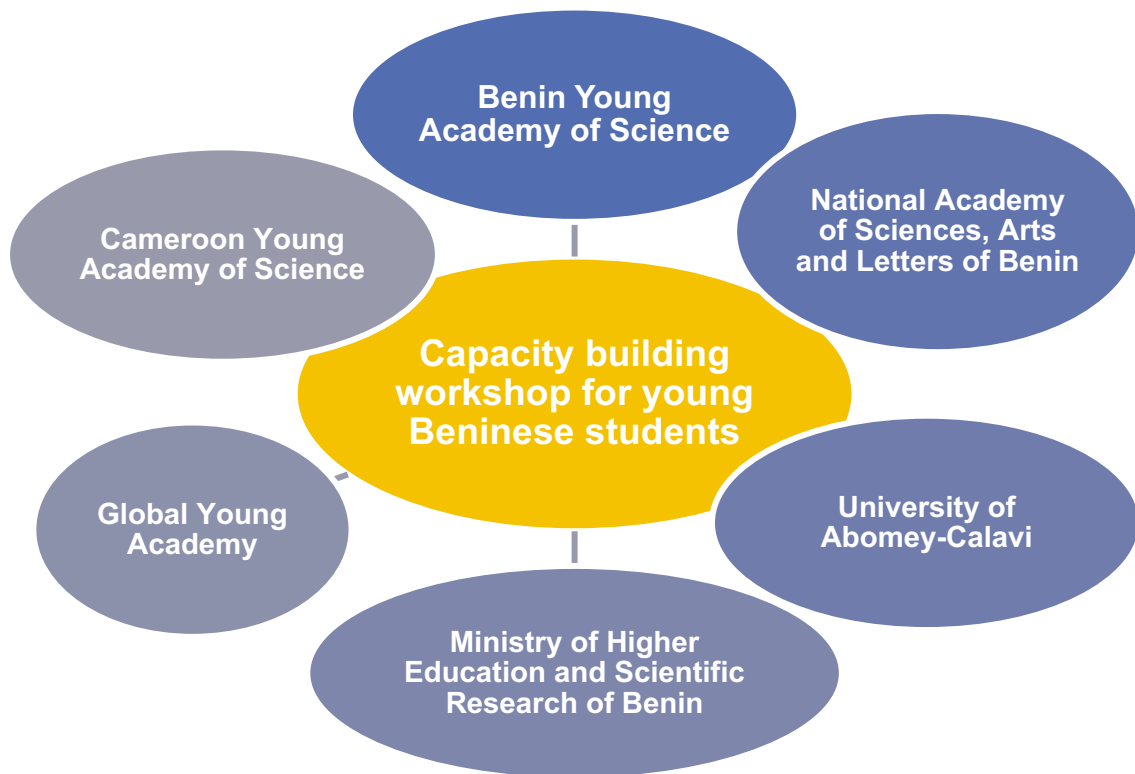 Benin Young
Academy of Science
National Academy
of Sciences, Arts
and Letters of Benin
Cameroon Young
Academy of Science
Capacity building
workshop for young
Beninese students
Global Young
Academy
University of
Abomey-Calavi
Ministry of Higher
Education and Scientific
Research of Benin